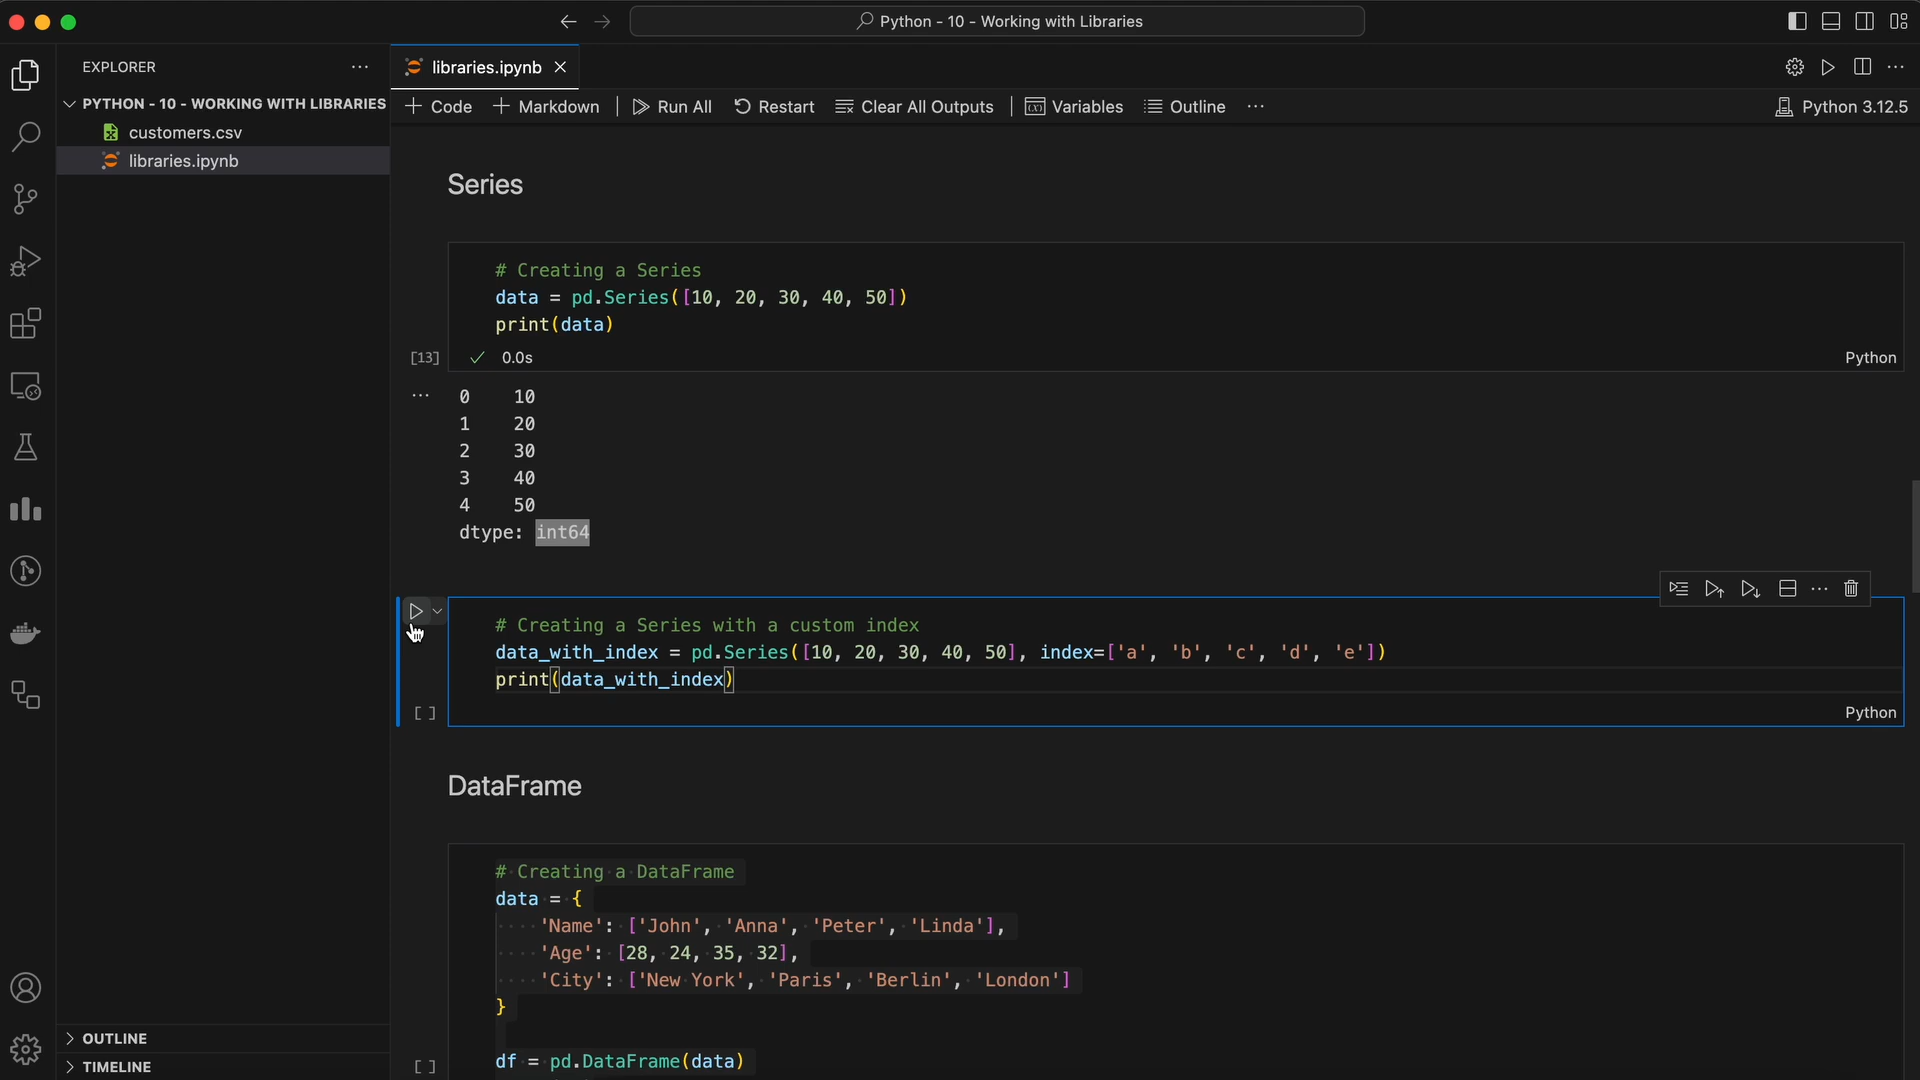 Python - 10 - Working with Libraries
EXPLORER
PYTHON - 10 - WORKING WITH LIBRARIES
customers.csv
libraries.ipynb
OUTLINE
TIMELINE
libraries.ipynb
Code
Markdown
Run All
Restart
Clear All Outputs
Variables
Outline
Python 3.12.5
Series
# Creating a Series
data = pd.Series([10, 20, 30, 40, 50])
print(data)
[13]
0.0s
Python
0 10
1 20
2 30
3 40
4 50
dtype: int64
# Creating a Series with a custom index
data_with_index = pd.Series([10, 20, 30, 40, 50], index=['a', 'b', 'c', 'd', 'e'])
print(data_with_index)
[ ]
Python
DataFrame
# Creating a DataFrame
data = {
'Name': ['John', 'Anna', 'Peter', 'Linda'],
'Age': [28, 24, 35, 32],
'City': ['New York', 'Paris', 'Berlin', 'London']
}
df = pd.DataFrame(data)
[ ]